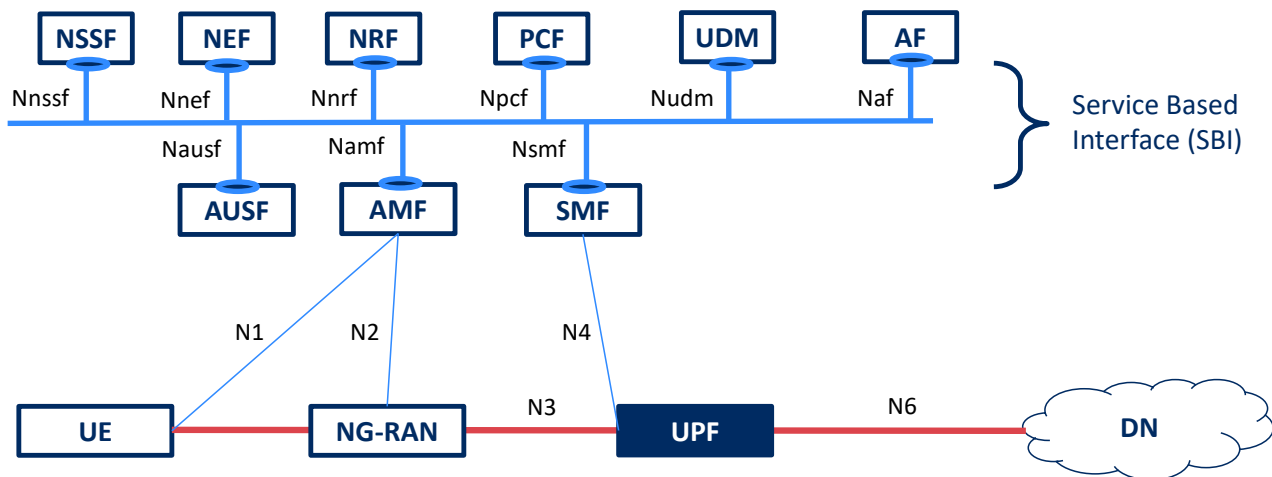 NSSF
NEF
NRF
PCF
UDM
AF
Nnssf
Nnef
Nnrf
Npcf
Nudm
Naf
Service Based
Interface (SBI)
Nausf
Namf
Nsmf
AUSF
AMF
SMF
N1
N2
N4
N3
N6
UE
NG-RAN
UPF
DN